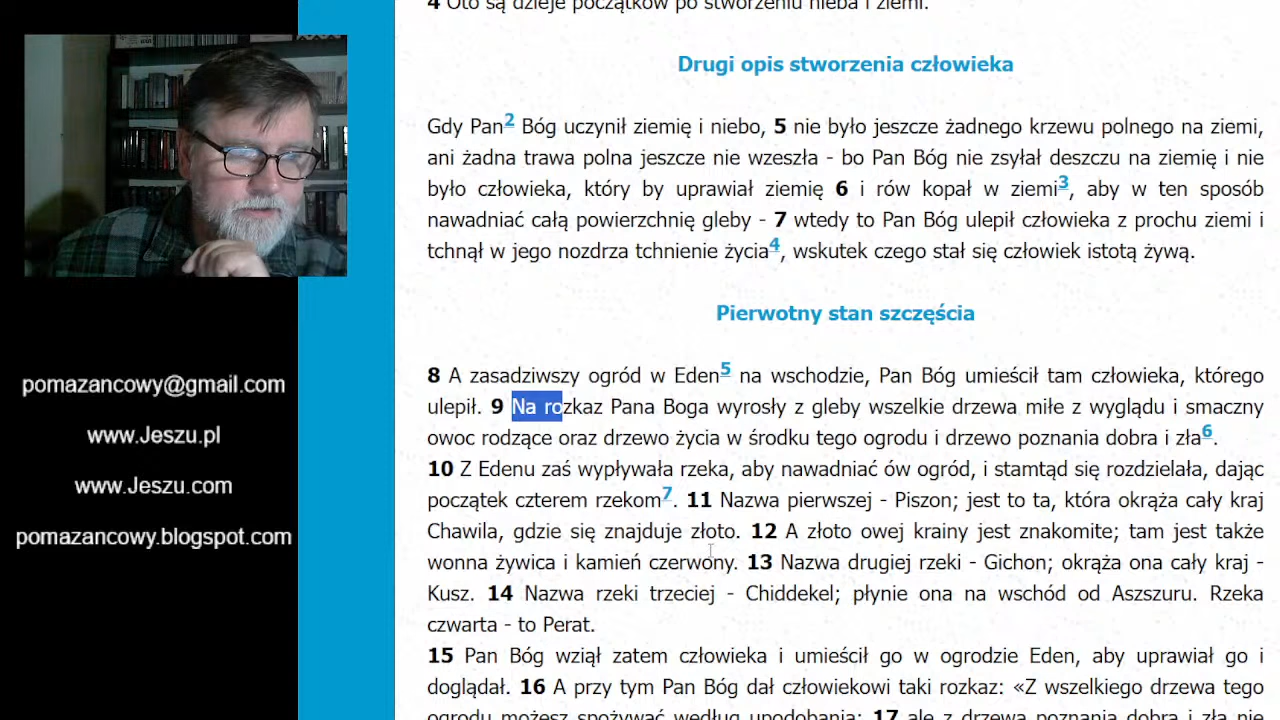 4 Oto są dzieje początków po stworzeniu nieba i ziemi.
Drugi opis stworzenia człowieka
Gdy Pan2 Bóg uczynił ziemię i niebo, 5 nie było jeszcze żadnego krzewu polnego na ziemi,
ani żadna trawa polna jeszcze nie wzeszła - bo Pan Bóg nie zsyłał deszczu na ziemię i nie
było człowieka, który by uprawiał ziemię 6 i rów kopał w ziemi3, aby w ten sposób
nawadniać całą powierzchnię gleby - 7 wtedy to Pan Bóg ulepił człowieka z prochu ziemi i
tchnął w jego nozdrza tchnienie życia4, wskutek czego stał się człowiek istotą żywą.
Pierwotny stan szczęścia
8 A zasadziwszy ogród w Eden5 na wschodzie, Pan Bóg umieścił tam człowieka, którego
ulepił. 9 Na rozkaz Pana Boga wyrosły z gleby wszelkie drzewa miłe z wyglądu i smaczny
owoc rodzące oraz drzewo życia w środku tego ogrodu i drzewo poznania dobra i zła6.
10 Z Edenu zaś wypływała rzeka, aby nawadniać ów ogród, i stamtąd się rozdzielała, dając
początek czterem rzekom7. 11 Nazwa pierwszej - Piszon; jest to ta, która okrąża cały kraj
Chawila, gdzie się znajduje złoto. 12 A złoto owej krainy jest znakomite; tam jest także
wonna żywica i kamień czerwony. 13 Nazwa drugiej rzeki - Gichon; okrąża ona cały kraj -
Kusz. 14 Nazwa rzeki trzeciej - Chiddekel; płynie ona na wschód od Aszszuru. Rzeka
czwarta - to Perat.
15 Pan Bóg wziął zatem człowieka i umieścił go w ogrodzie Eden, aby uprawiał go i
doglądał. 16 A przy tym Pan Bóg dał człowiekowi taki rozkaz: «Z wszelkiego drzewa tego
ogrodu możesz spożywać według upodobania; 17 ale z drzewa poznania dobra i zła nie
pomazancowy@gmail.com
www.Jeszu.pl
www.Jeszu.com
pomazancowy.blogspot.com